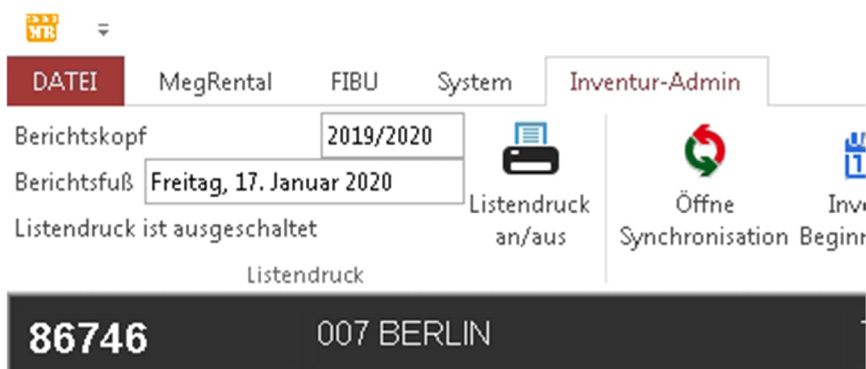 MR
DATEI MegRental FIBU System Inventur-Admin
Berichtskopf 2019/2020
Berichtsfuß Freitag, 17. Januar 2020
Listendruck ist ausgeschaltet
Listendruck an/aus
Öffne Synchronisation
Listendruck
86746 007 BERLIN